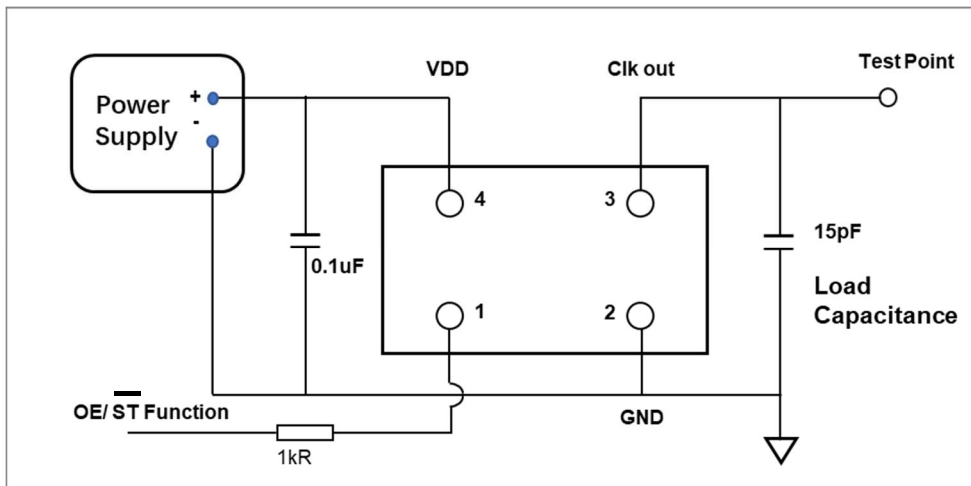 VDD
Clk out
Test Point
Power
Supply
+
-
4
3
0.1uF
15pF
1
2
Load
Capacitance
OE/ S̅T̅ Function
GND
1kR